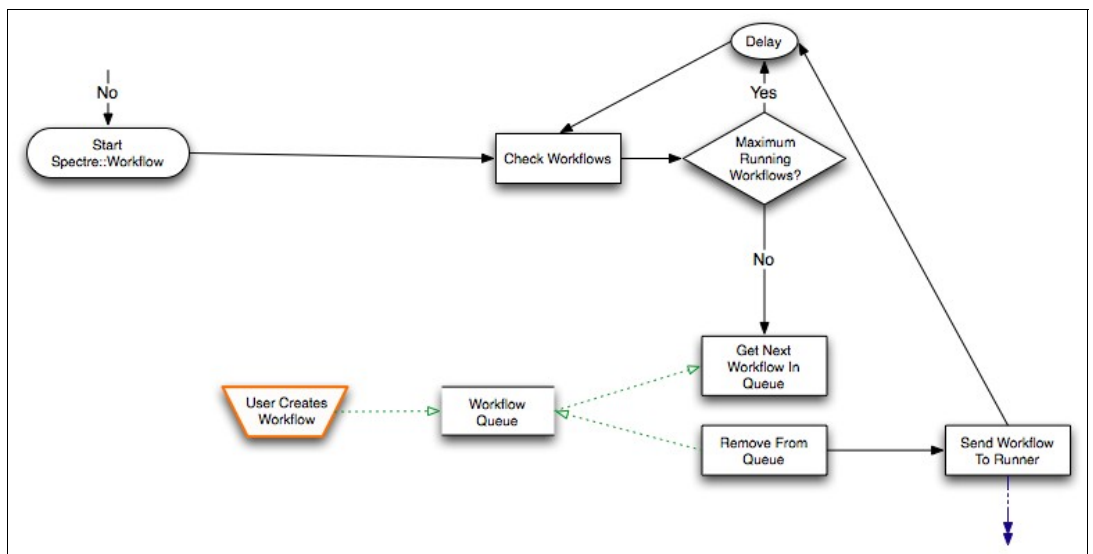 Delay
No
Yes
Start
Spectre::Workflow
Check Workflows
Maximum
Running
Workflows?
No
Get Next
Workflow In
Queue
User Creates
Workflow
Workflow
Queue
Remove From
Queue
Send Workflow
To Runner